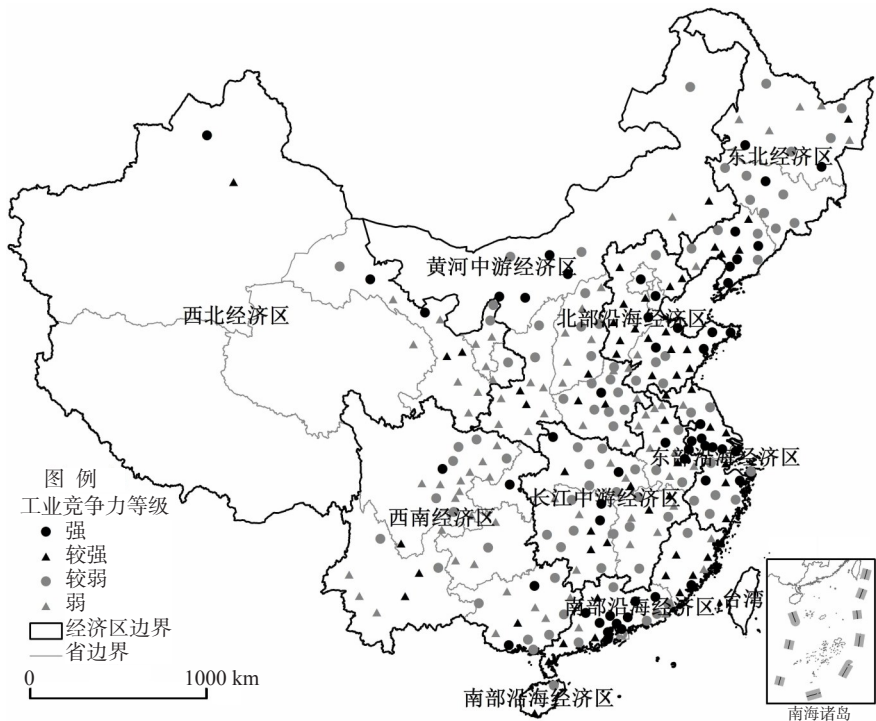 东北经济区
黄河中游经济区
西北经济区
北部沿海经济区
东部沿海经济区
长江中游经济区
西南经济区
南部沿海经济区
台湾
南部沿海经济区
图 例
工业竞争力等级
强
较强
较弱
弱
经济区边界
省边界
0
1000 km
南海诸岛